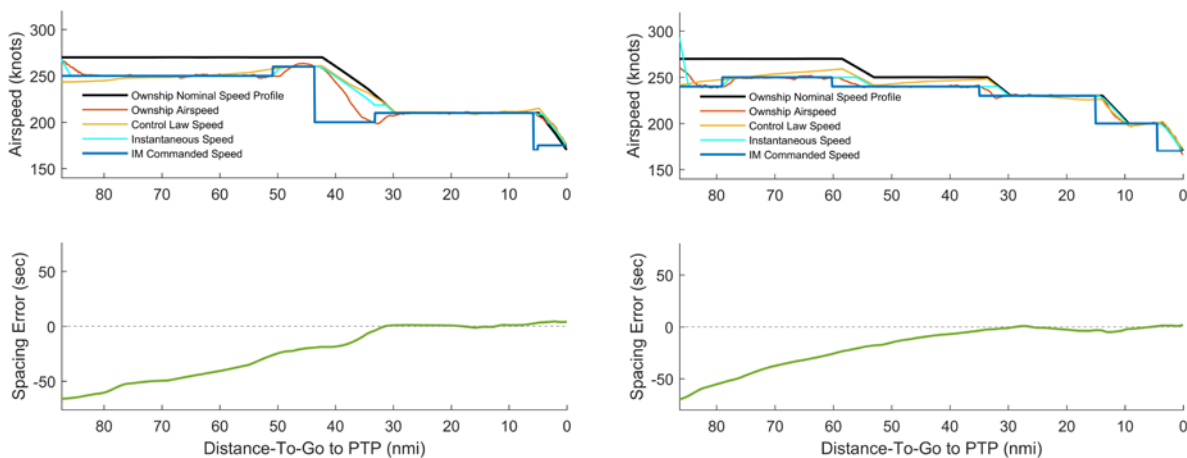 300
250
200
150
Airspeed (knots)
Ownship Nominal Speed Profile
Ownship Airspeed
Control Law Speed
Instantaneous Speed
IM Commanded Speed
80 70 60 50 40 30 20 10 0
300
250
200
150
Airspeed (knots)
Ownship Nominal Speed Profile
Ownship Airspeed
Control Law Speed
Instantaneous Speed
IM Commanded Speed
80 70 60 50 40 30 20 10 0
50
0
-50
Spacing Error (sec)
80 70 60 50 40 30 20 10 0
Distance-To-Go to PTP (nmi)
50
0
-50
Spacing Error (sec)
80 70 60 50 40 30 20 10 0
Distance-To-Go to PTP (nmi)